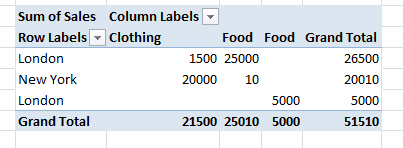 Sum of Sales Column Labels
Row Labels Clothing Food Food Grand Total
London 1500 25000 26500
New York 20000 10 20010
London 5000 5000
Grand Total 21500 25010 5000 51510